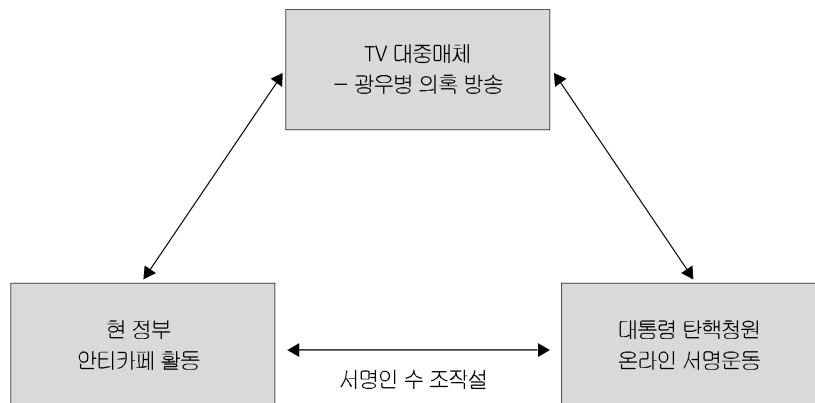 TV 대중매체
- 광우병 의혹 방송
현 정부
안티카페 활동
대통령 탄핵청원
온라인 서명운동
서명인 수 조작설